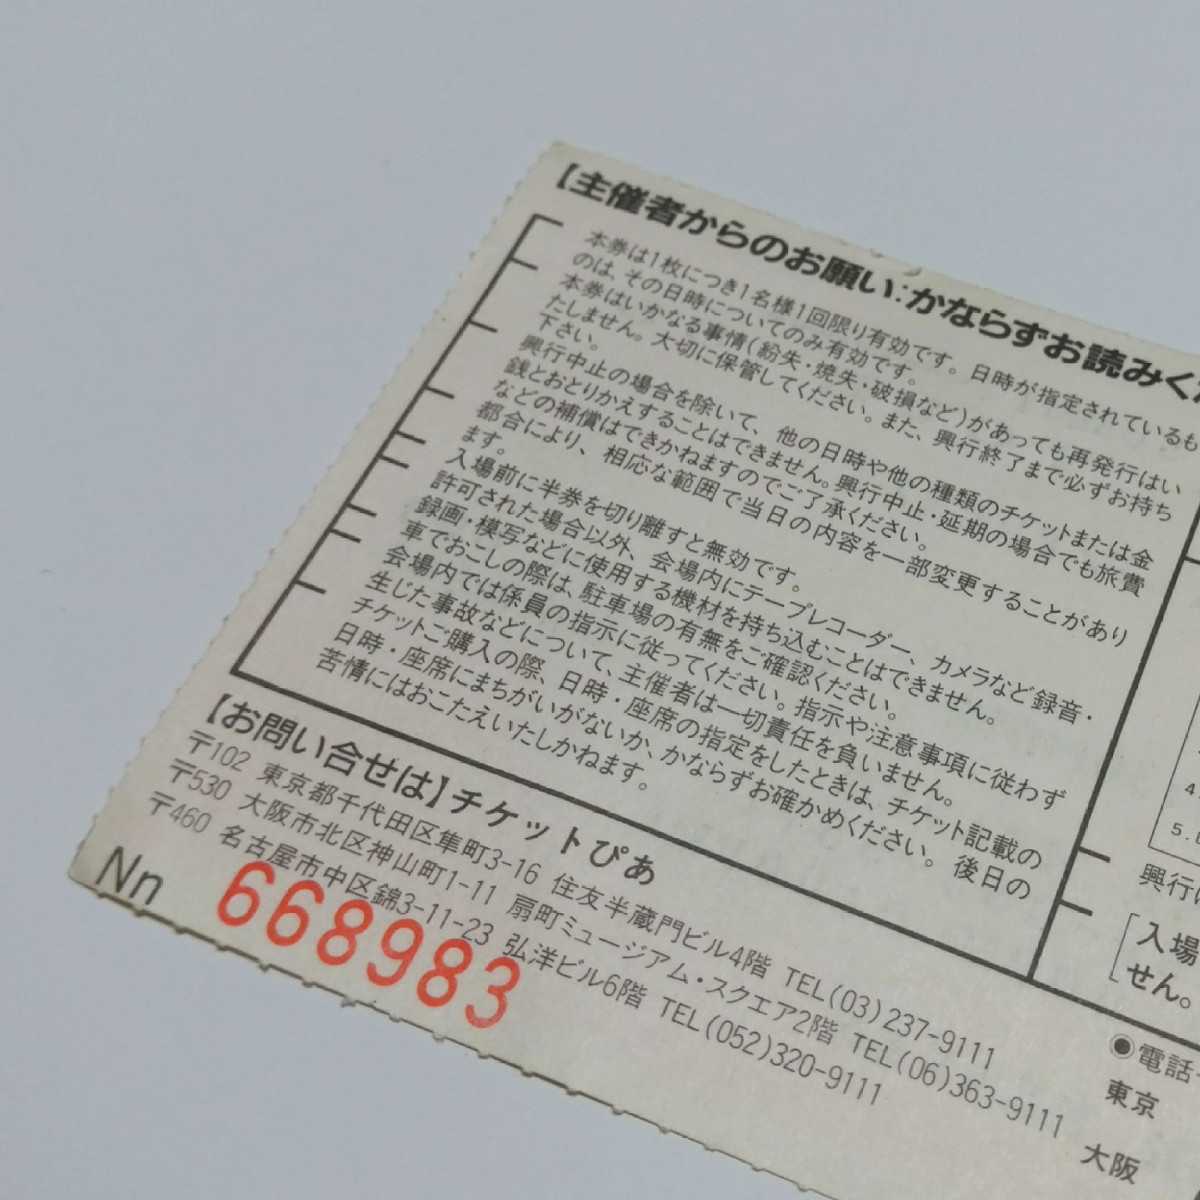 【主催者からのお願い:かならずお読みく
本券は1枚につき1名様1回限り有効です。日時が指定されているも
のは、その日時についてのみ有効です。
本券はいかなる事情(紛失・焼失・破損など)があっても再発行はい
たしません。大切に保管してください。また、興行終了まで必ずお持ち
下さい。
興行中止の場合を除いて、他の日時や他の種類のチケットまたは金
銭とおとりかえすることはできません。興行中止・延期の場合でも旅費
などの補償はできかねますのでご了承ください。
都合により、相応な範囲で当日の内容を一部変更することがあり
ます。
入場前に半券を切り離すと無効です。
許可された場合以外、会場内にテープレコーダー、カメラなど録音・
録画・模写などに使用する機材を持ち込むことはできません。
車でおこしの際は、駐車場の有無をご確認ください。
会場内では係員の指示に従ってください。指示や注意事項に従わず
生じた事故などについて、主催者は一切責任を負いません。
チケットご購入の際、日時・座席の指定をしたときは、チケット記載の
日時・座席にまちがいがないか、かならずお確かめください。後日の
苦情にはおこたえいたしかねます。
【お問い合せは】チケットぴあ
〒102 東京都千代田区隼町3-16 住友半蔵門ビル4階 TEL(03)237-9111
〒530 大阪市北区神山町1-11 扇町ミュージアム・スクエア2階 TEL(06)363-9111
〒460 名古屋市中区錦3-11-23 弘洋ビル6階 TEL(052)320-9111
Nn 668983
4.
5.
興行
入場
せん。
●電話
東京
大阪